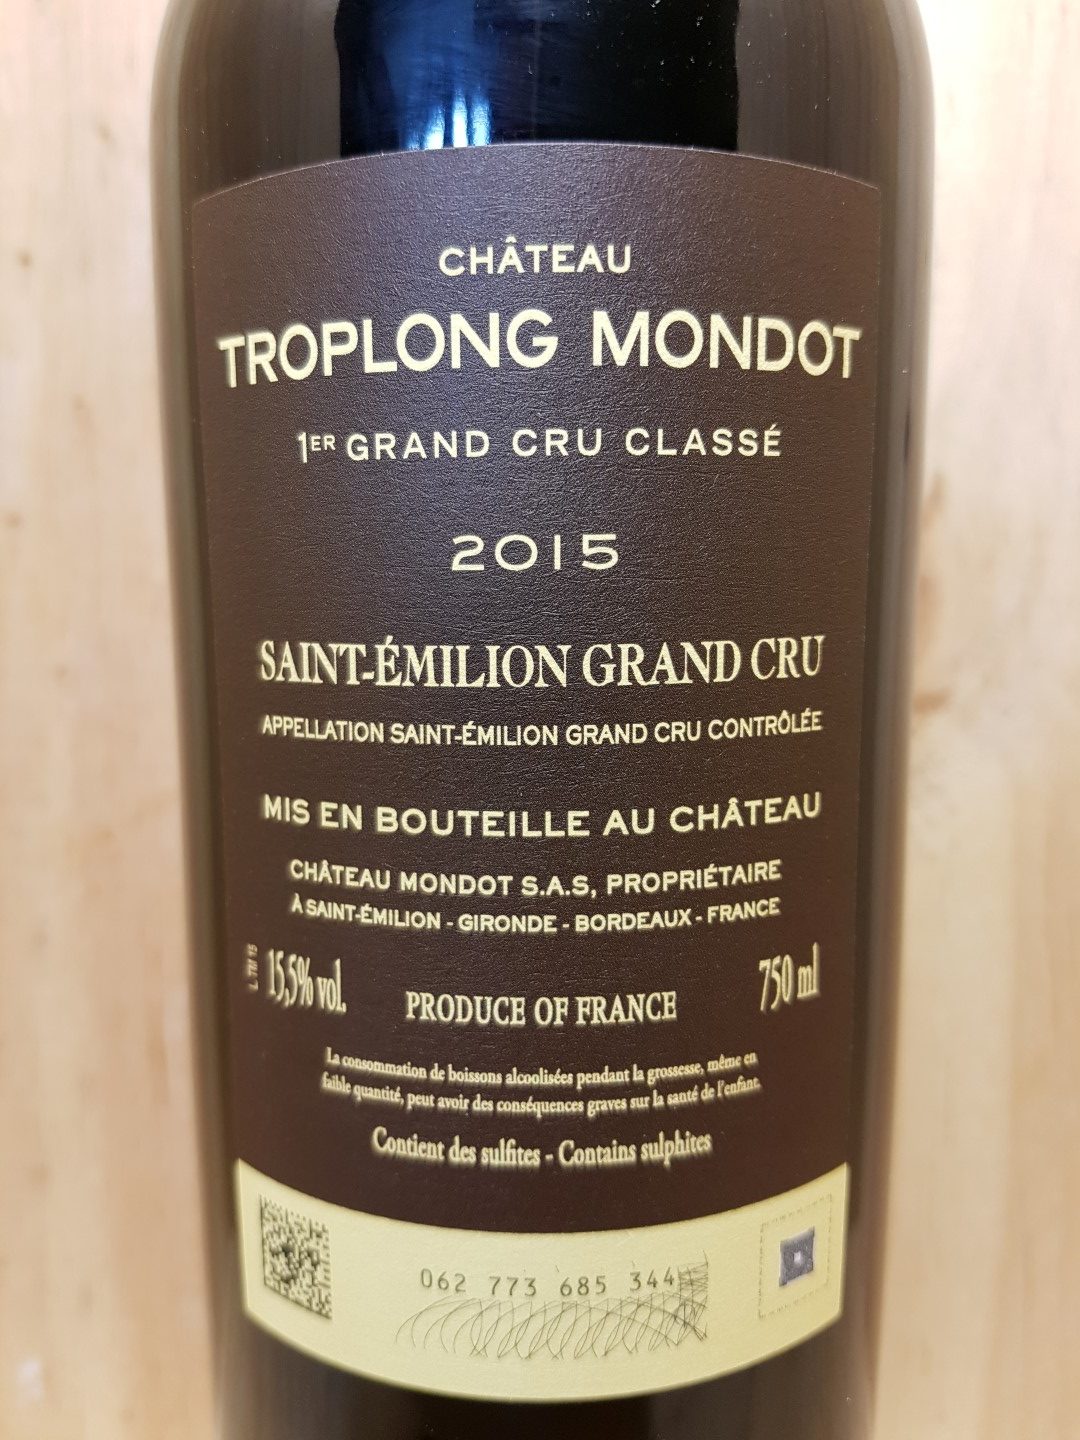 CHÂTEAU
TROPLONG MONDOT
1ER GRAND CRU CLASSÉ
2015
SAINT-ÉMILION GRAND CRU
APPELLATION SAINT-ÉMILION GRAND CRU CONTRÔLÉE
MIS EN BOUTEILLE AU CHÂTEAU
CHÂTEAU MONDOT S.A.S, PROPRIÉTAIRE
À SAINT-ÉMILION - GIRONDE - BORDEAUX - FRANCE
15,5% vol. PRODUCE OF FRANCE 750 ml
La consommation de boissons alcoolisées pendant la grossesse, même en
faible quantité, peut avoir des conséquences graves sur la santé de l'enfant.
Contient des sulfites - Contains sulphites
062 773 685 344